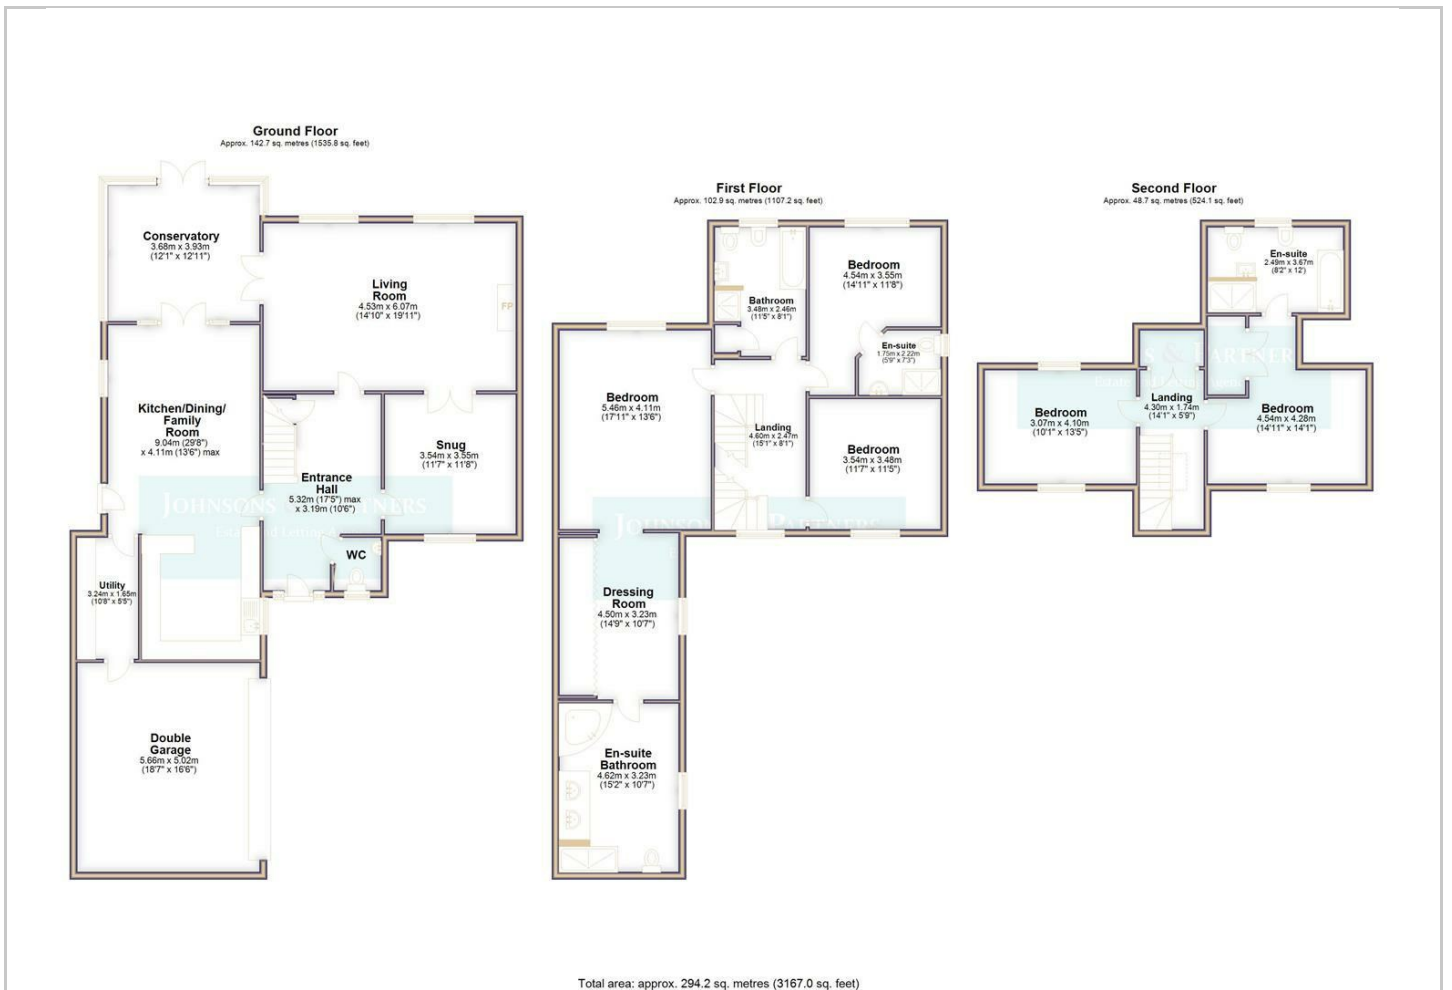 Ground Floor
Approx. 142.7 sq. metres (1535.8 sq. feet)
Conservatory
3.68m x 3.93m
(12'1" x 12'11")
Living
Room
4.53m x 6.07m
(14'10" x 19'11")
FP
Kitchen/Dining/
Family
Room
9.04m (29'8")
x 4.11m (13'6") max
Snug
3.54m x 3.55m
(11'7" x 11'8")
Entrance
Hall
5.32m (17'5") max
x 3.19m (10'6")
WC
Utility
3.24m x 1.65m
(10'8" x 5'5")
Double
Garage
5.66m x 5.02m
(18'7" x 16'6")
First Floor
Approx. 102.9 sq. metres (1107.2 sq. feet)
Bathroom
3.48m x 2.46m
(11'5" x 8'1")
Bedroom
4.54m x 3.55m
(14'11" x 11'8")
En-suite
1.75m x 2.22m
(5'9" x 7'3")
Bedroom
5.46m x 4.11m
(17'11" x 13'6")
Landing
4.60m x 2.47m
(15'1" x 8'1")
Bedroom
3.54m x 3.48m
(11'7" x 11'5")
Dressing
Room
4.50m x 3.23m
(14'9" x 10'7")
En-suite
Bathroom
4.62m x 3.23m
(15'2" x 10'7")
Second Floor
Approx. 48.7 sq. metres (524.1 sq. feet)
En-suite
2.49m x 3.67m
(8'2" x 12')
Bedroom
3.07m x 4.10m
(10'1" x 13'5")
Landing
4.30m x 1.74m
(14'1" x 5'9")
Bedroom
4.54m x 4.28m
(14'11" x 14'1")
Total area: approx. 294.2 sq. metres (3167.0 sq. feet)